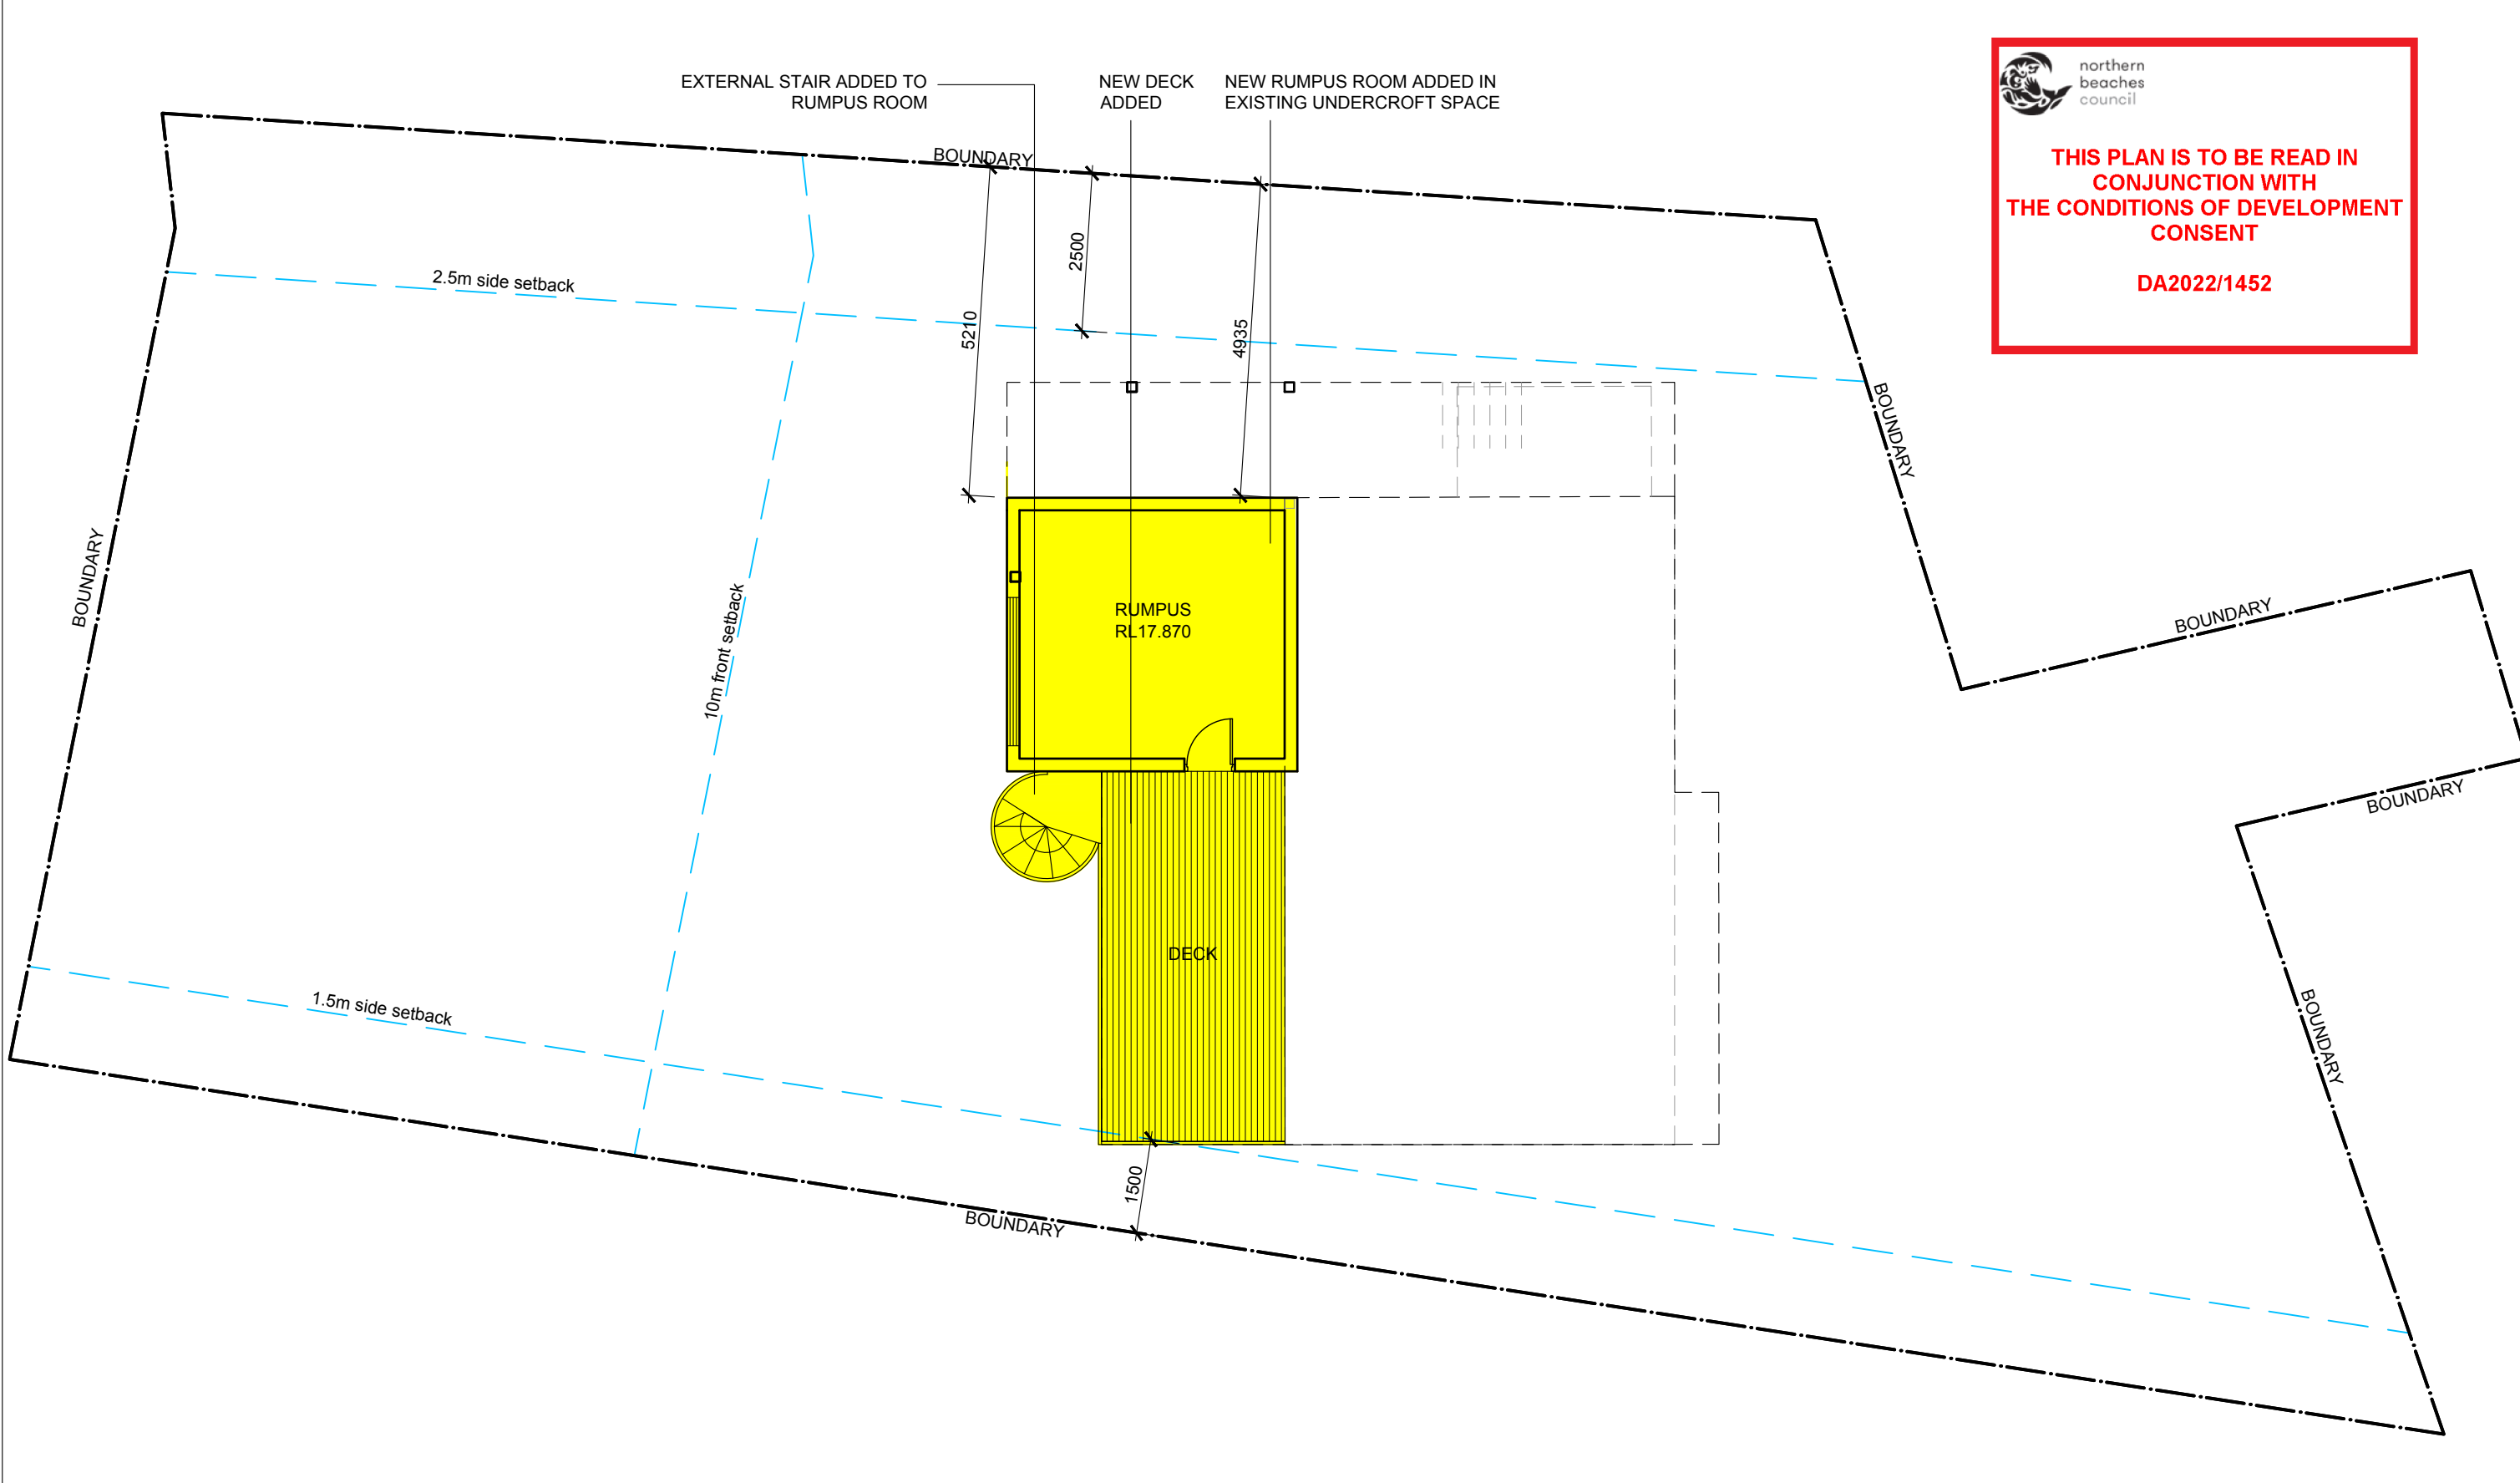 EXTERNAL STAIR ADDED TO
RUMPUS ROOM
NEW DECK
ADDED
NEW RUMPUS ROOM ADDED IN
EXISTING UNDERCROFT SPACE
northern
beaches
council
THIS PLAN IS TO BE READ IN
CONJUNCTION WITH
THE CONDITIONS OF DEVELOPMENT
CONSENT
DA2022/1452
BOUNDARY
2500
2.5m side setback
5210
4935
BOUNDARY
BOUNDARY
10m front setback
RUMPUS
RL17.870
BOUNDARY
BOUNDARY
DECK
1.5m side setback
BOUNDARY
1500
BOUNDARY